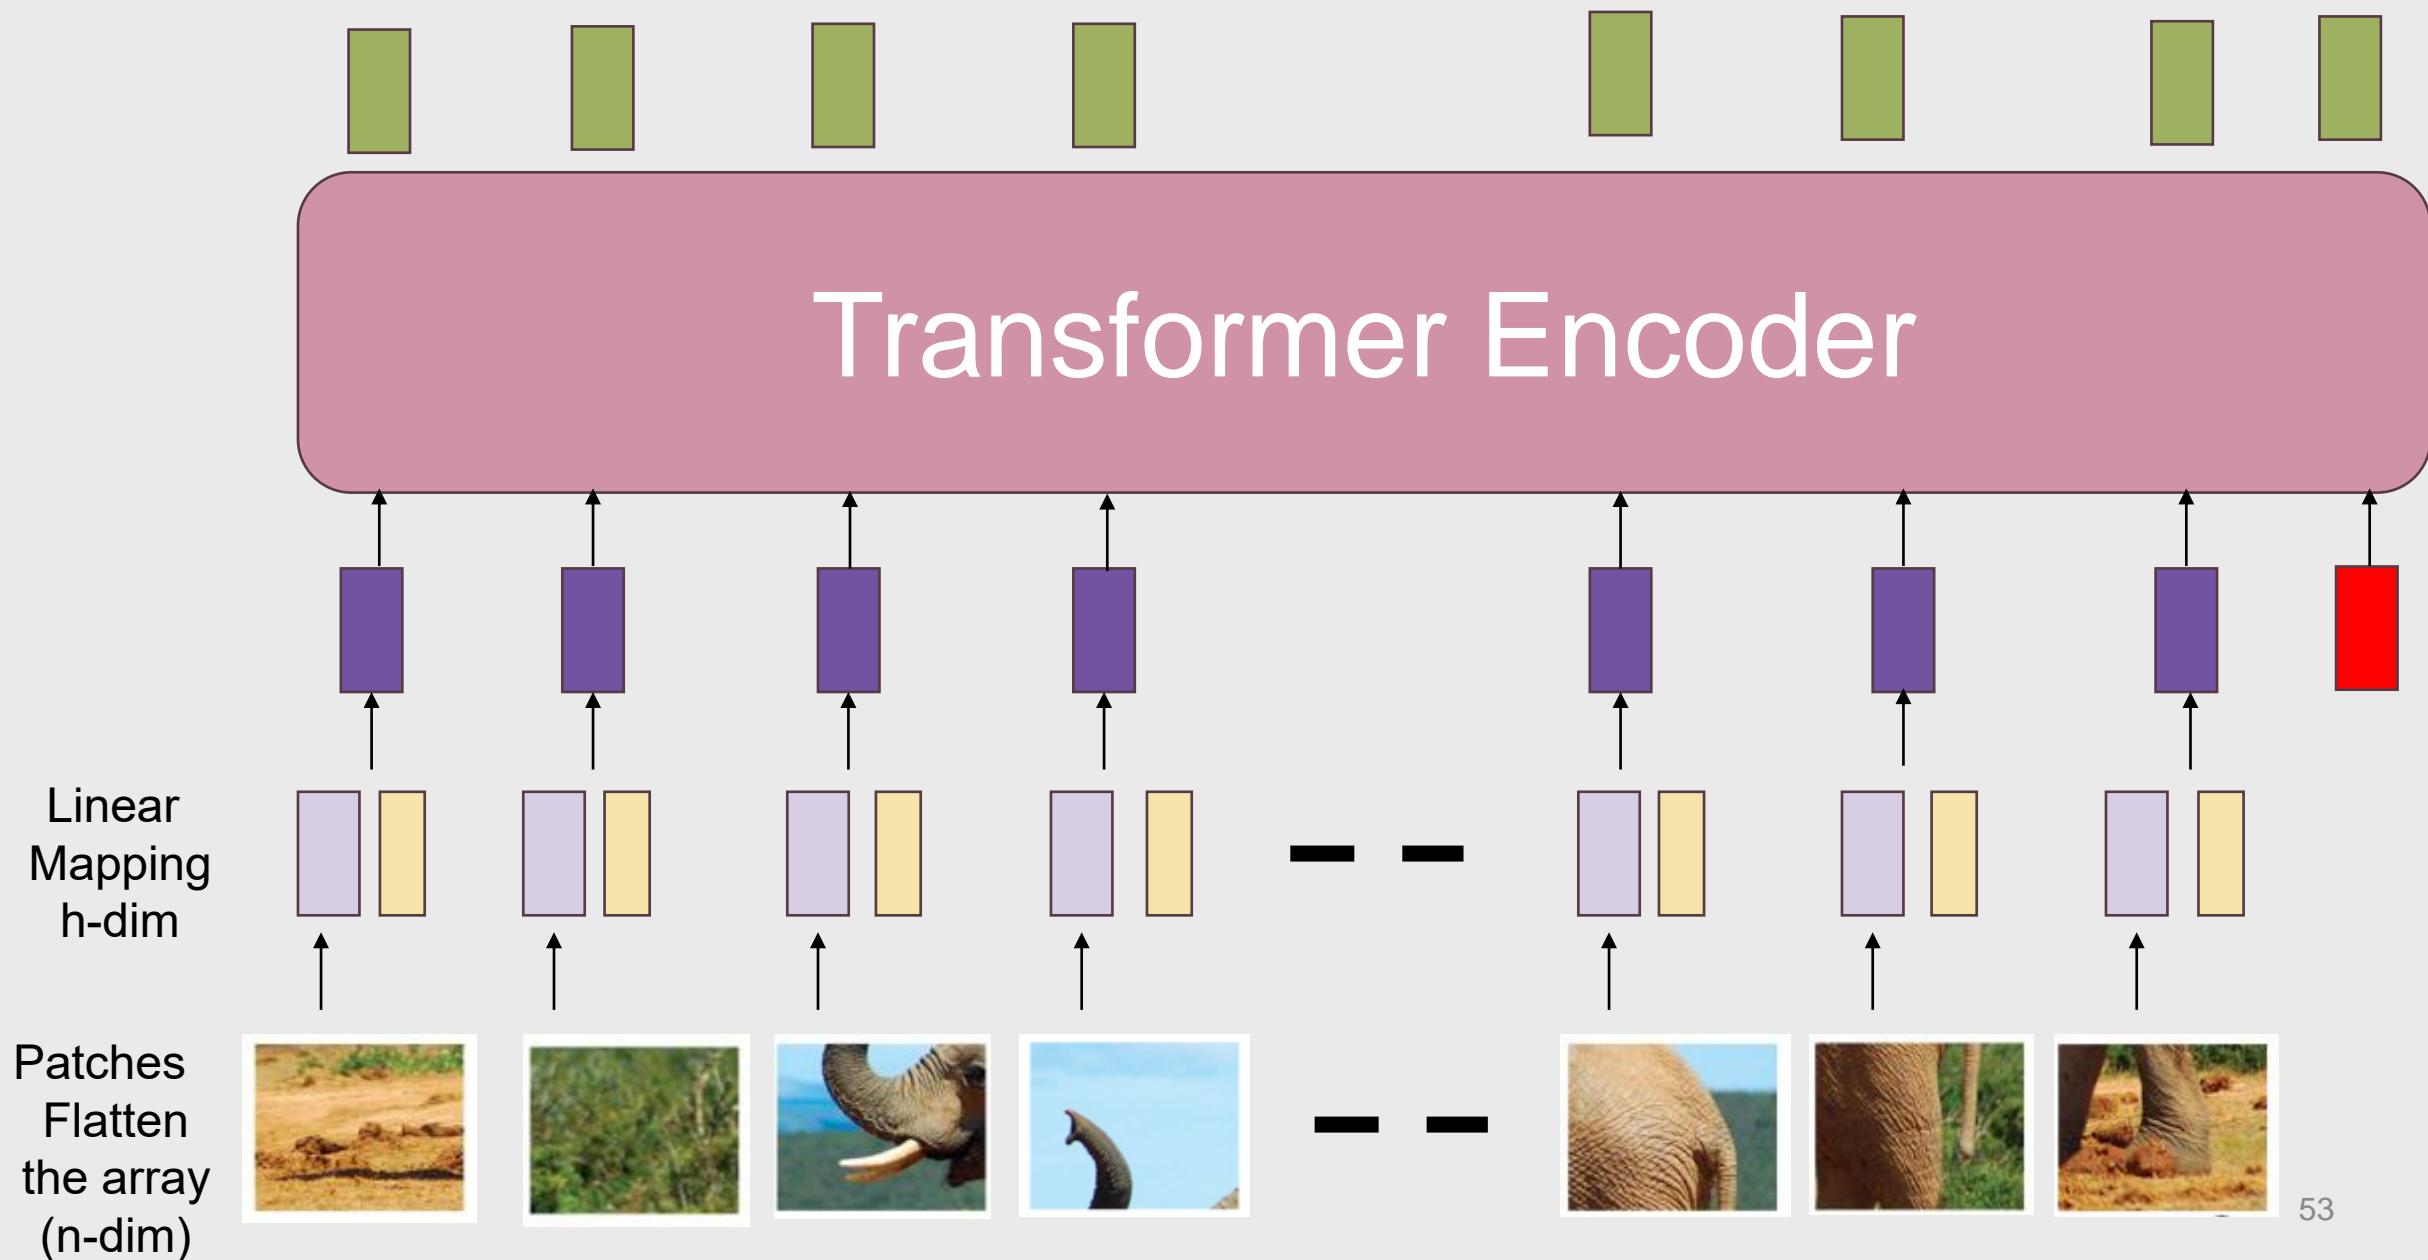 Transformer Encoder
Linear
Mapping
h-dim
Patches
Flatten
the array
(n-dim)
53